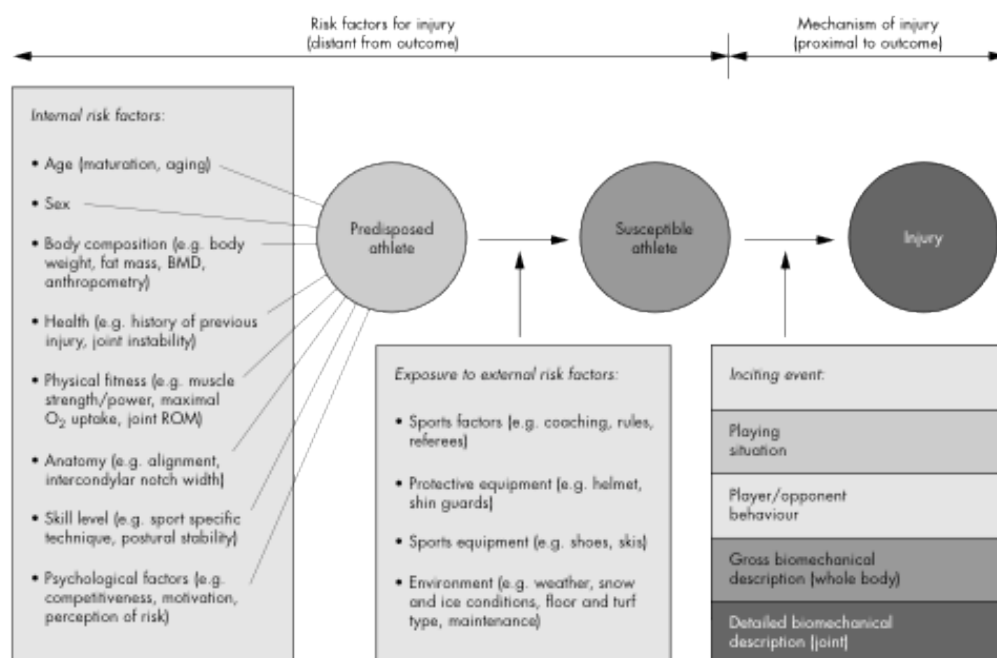 Risk factors for injury
(distant from outcome)
Mechanism of injury
(proximal to outcome)
Internal risk factors:
• Age (maturation, aging)
• Sex
• Body composition (e.g. body
weight, fat mass, BMD,
anthropometry)
• Health (e.g. history of previous
injury, joint instability)
• Physical fitness (e.g. muscle
strength/power, maximal
O2 uptake, joint ROM)
• Anatomy (e.g. alignment,
intercondylar notch width)
• Skill level (e.g. sport specific
technique, postural stability)
• Psychological factors (e.g.
competitiveness, motivation,
perception of risk)
Predisposed
athlete
Susceptible
athlete
Injury
Exposure to external risk factors:
• Sports factors (e.g. coaching, rules,
referees)
• Protective equipment (e.g. helmet,
shin guards)
• Sports equipment (e.g. shoes, skis)
• Environment (e.g. weather, snow
and ice conditions, floor and turf
type, maintenance)
Inciting event:
Playing
situation
Player/opponent
behaviour
Gross biomechanical
description (whole body)
Detailed biomechanical
description (joint)